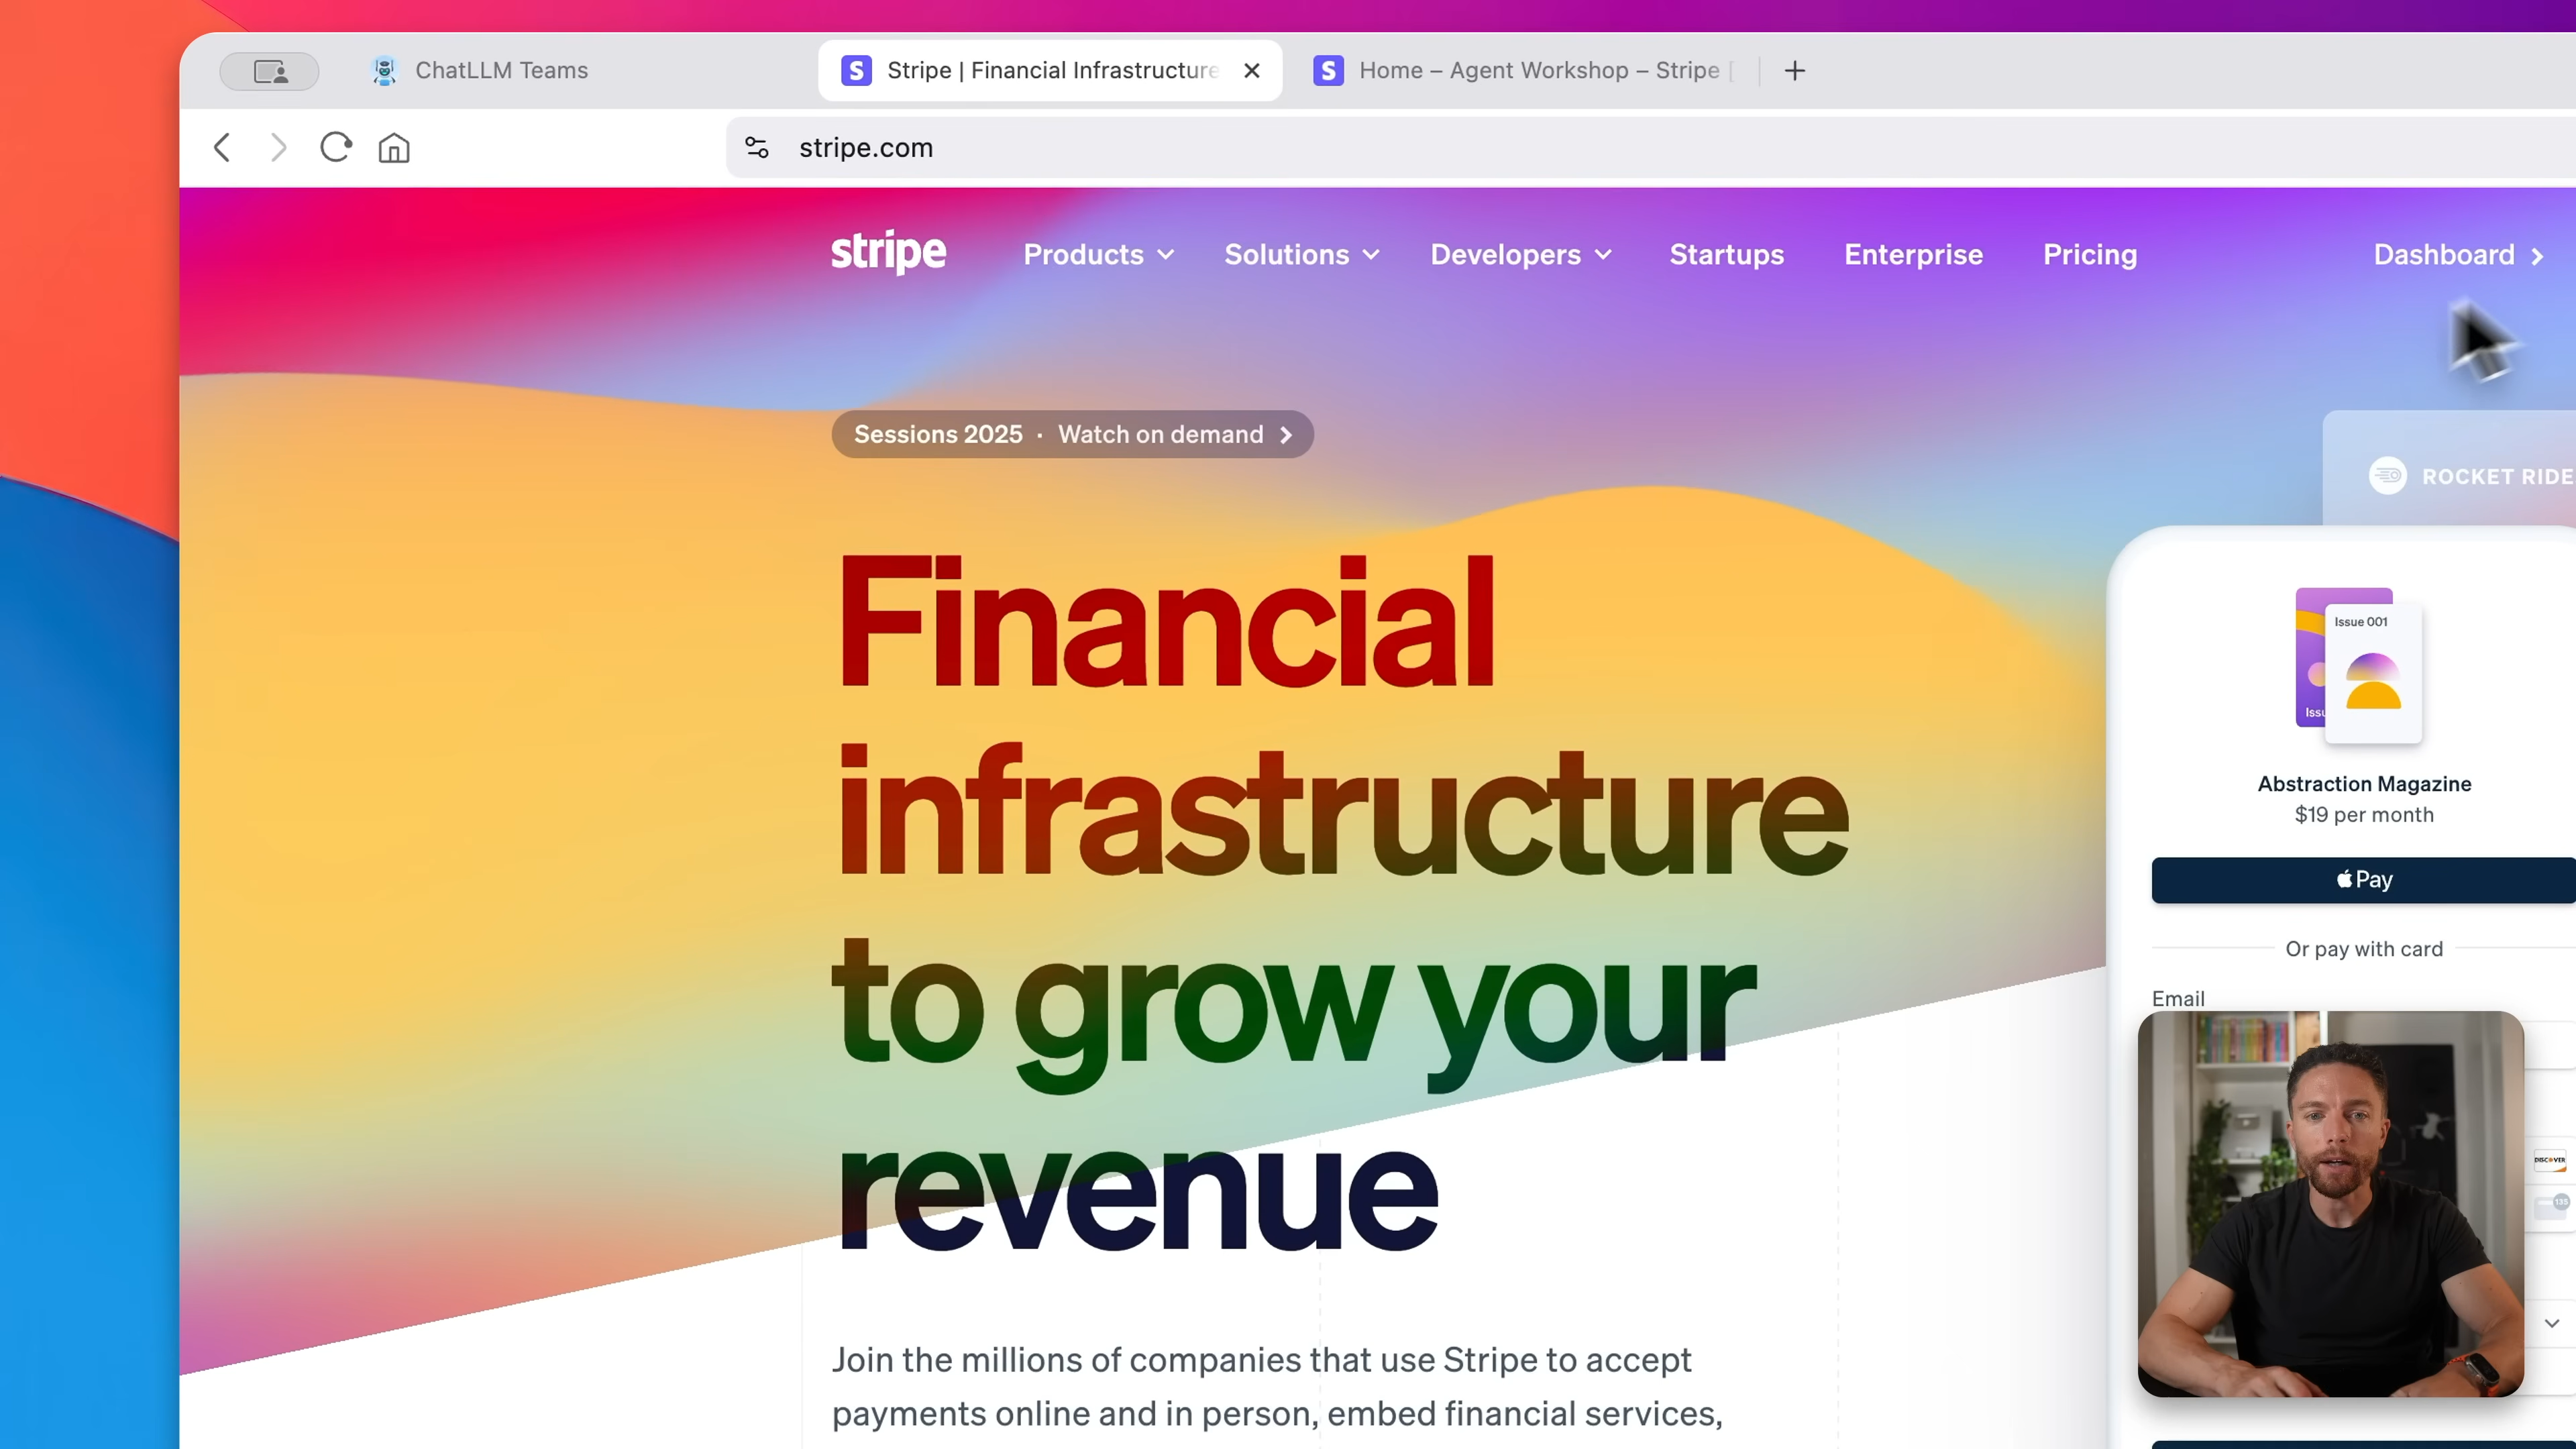 ChatLLM Teams
Stripe | Financial Infrastructure
Home – Agent Workshop – Stripe [
stripe.com
stripe
Products
Solutions
Developers
Startups
Enterprise
Pricing
Dashboard
Sessions 2025 · Watch on demand
ROCKET RIDE
Financial
infrastructure
to grow your
revenue
Join the millions of companies that use Stripe to accept
payments online and in person, embed financial services,
Issue 001
Issu
Abstraction Magazine
$19 per month
Pay
Or pay with card
Email
DISCOVER
135